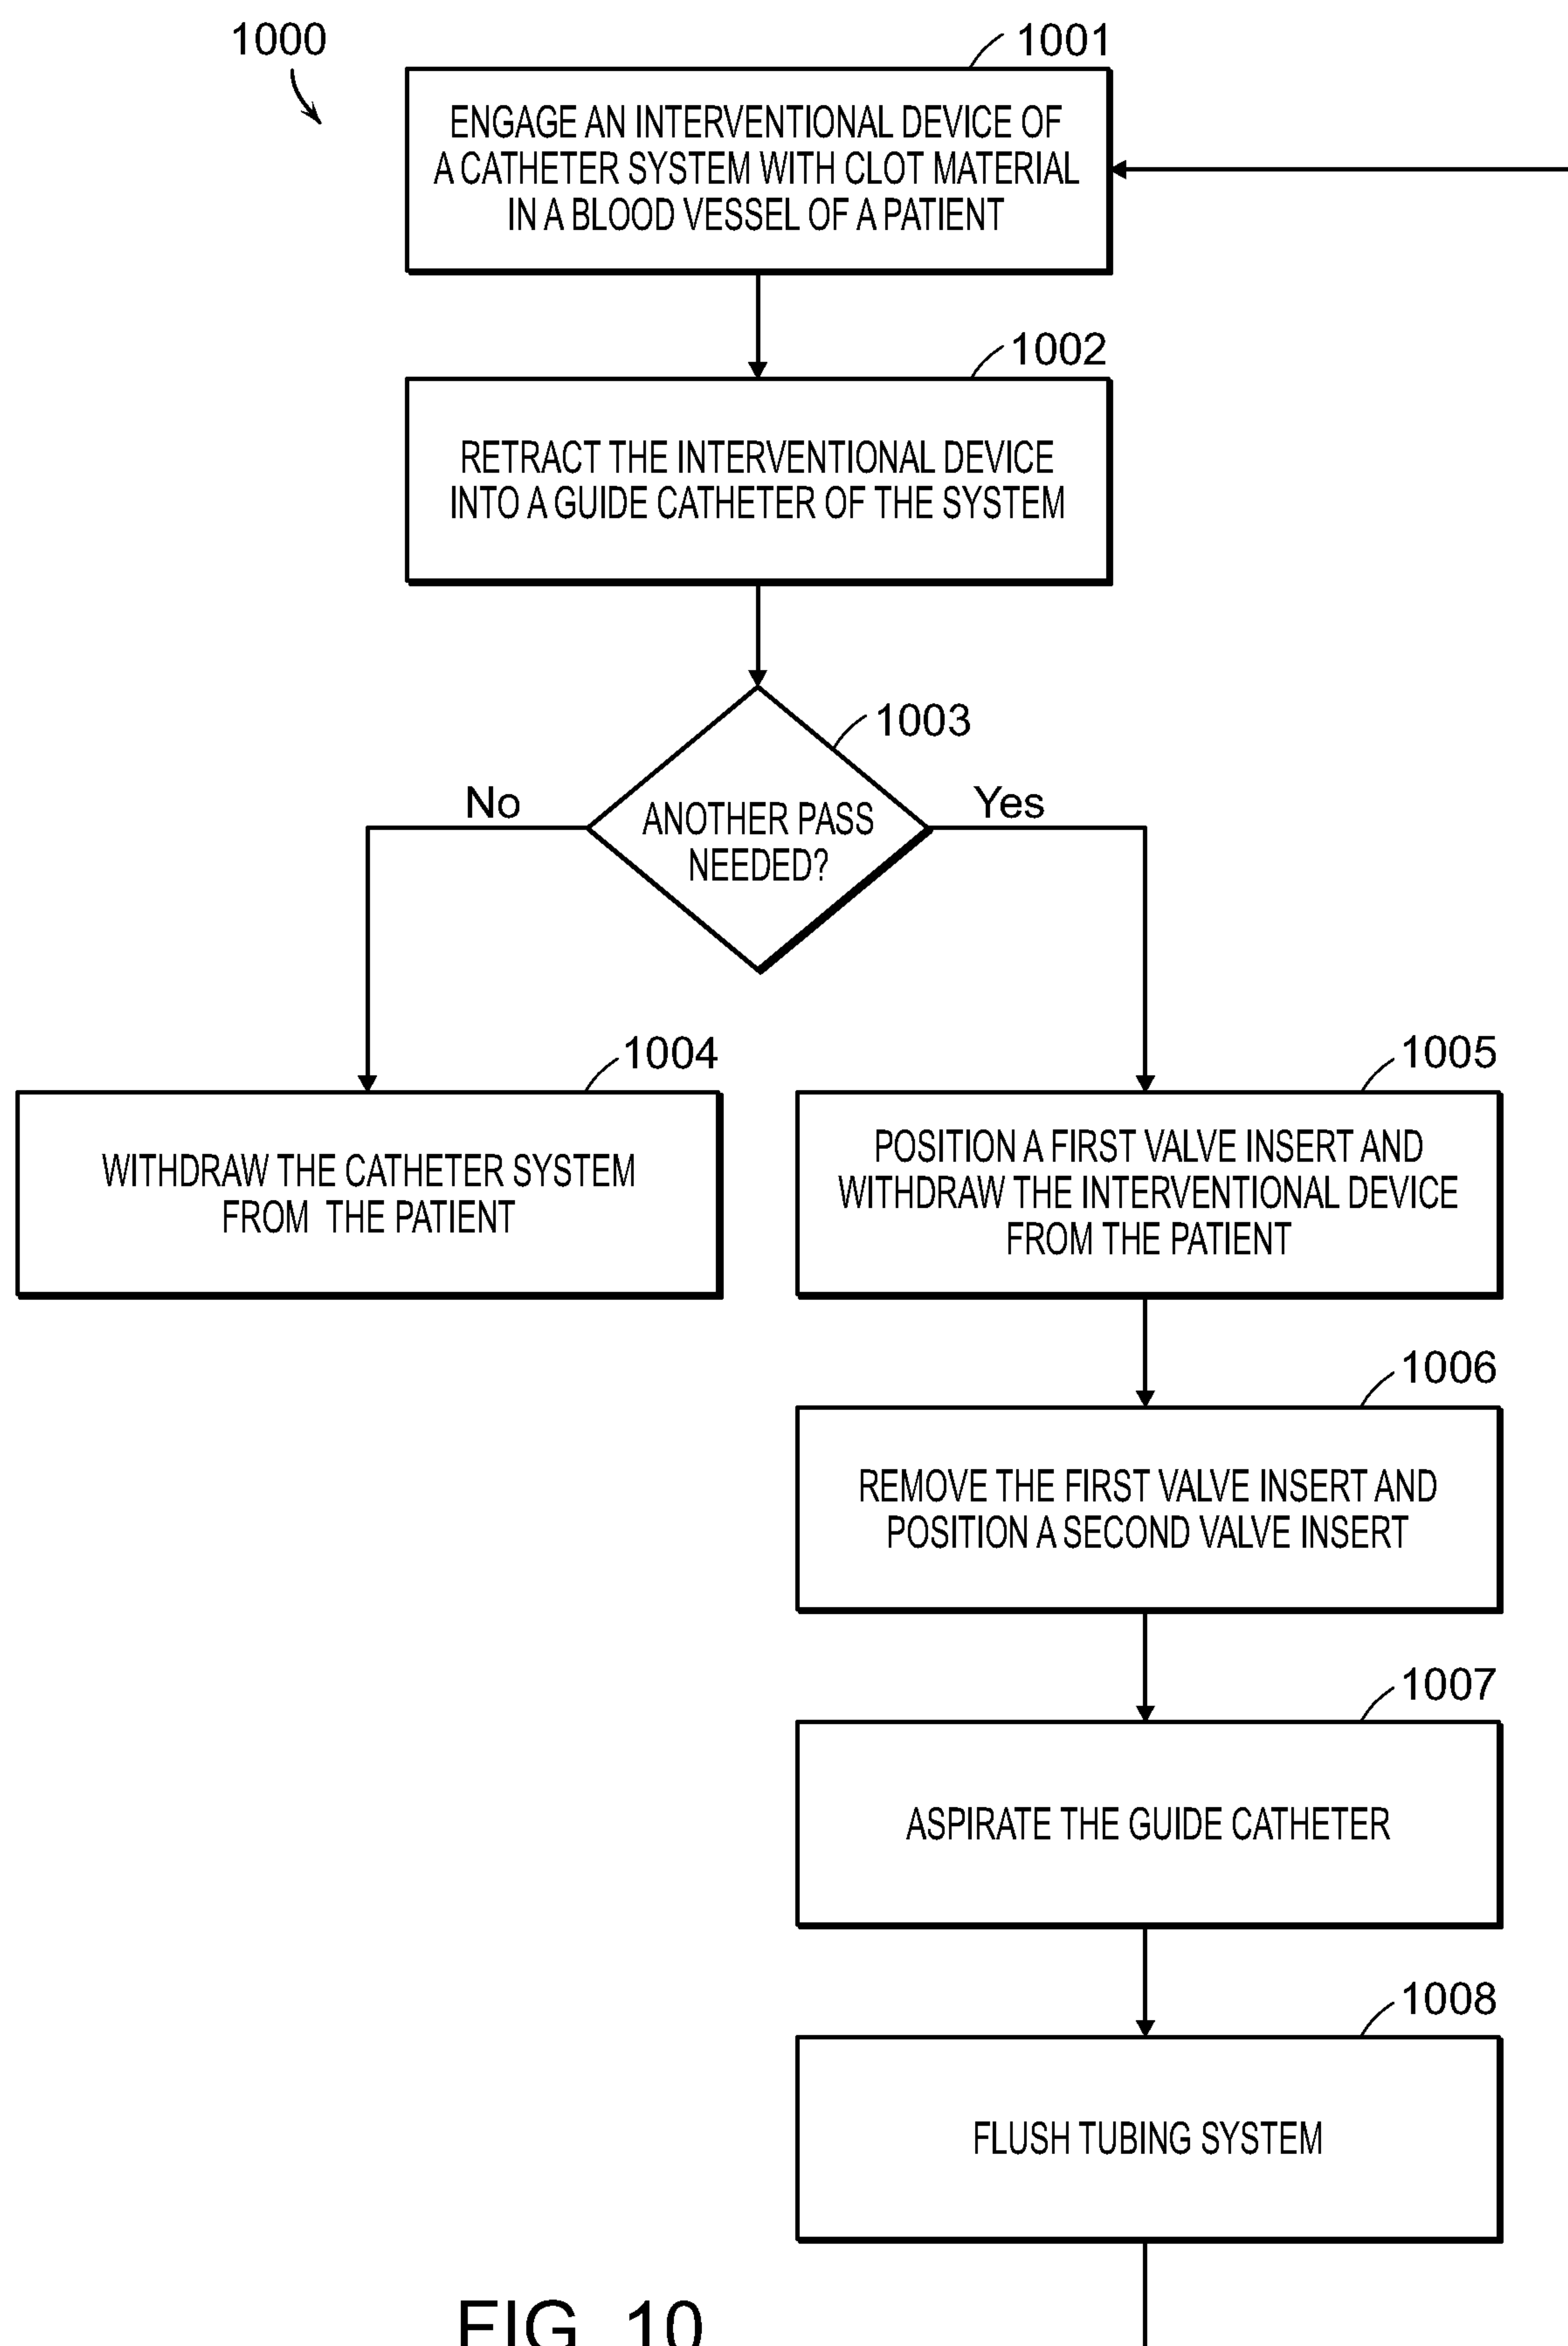 1000
1001
ENGAGE AN INTERVENTIONAL DEVICE OF
A CATHETER SYSTEM WITH CLOT MATERIAL
IN A BLOOD VESSEL OF A PATIENT
1002
RETRACT THE INTERVENTIONAL DEVICE
INTO A GUIDE CATHETER OF THE SYSTEM
1003
No
ANOTHER PASS
NEEDED?
Yes
1004
WITHDRAW THE CATHETER SYSTEM
FROM THE PATIENT
1005
POSITION A FIRST VALVE INSERT AND
WITHDRAW THE INTERVENTIONAL DEVICE
FROM THE PATIENT
1006
REMOVE THE FIRST VALVE INSERT AND
POSITION A SECOND VALVE INSERT
1007
ASPIRATE THE GUIDE CATHETER
1008
FLUSH TUBING SYSTEM
FIG. 10